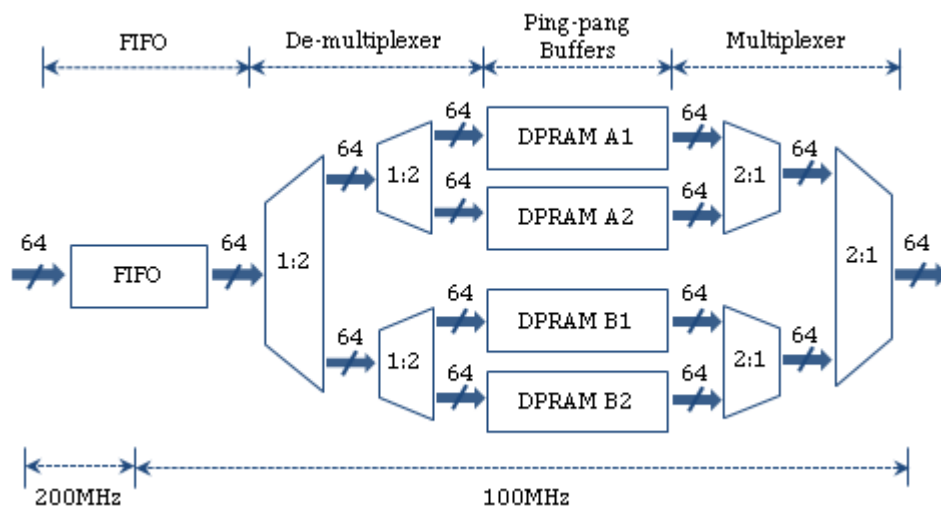 FIFO
De-multiplexer
Ping-pang
Buffers
Multiplexer
64
64
64
64
64
DPRAM A1
1:2
2:1
64
64
DPRAM A2
64
64
1:2
2:1
64
FIFO
64
64
DPRAM B1
64
64
1:2
2:1
64
64
DPRAM B2
200MHz
100MHz